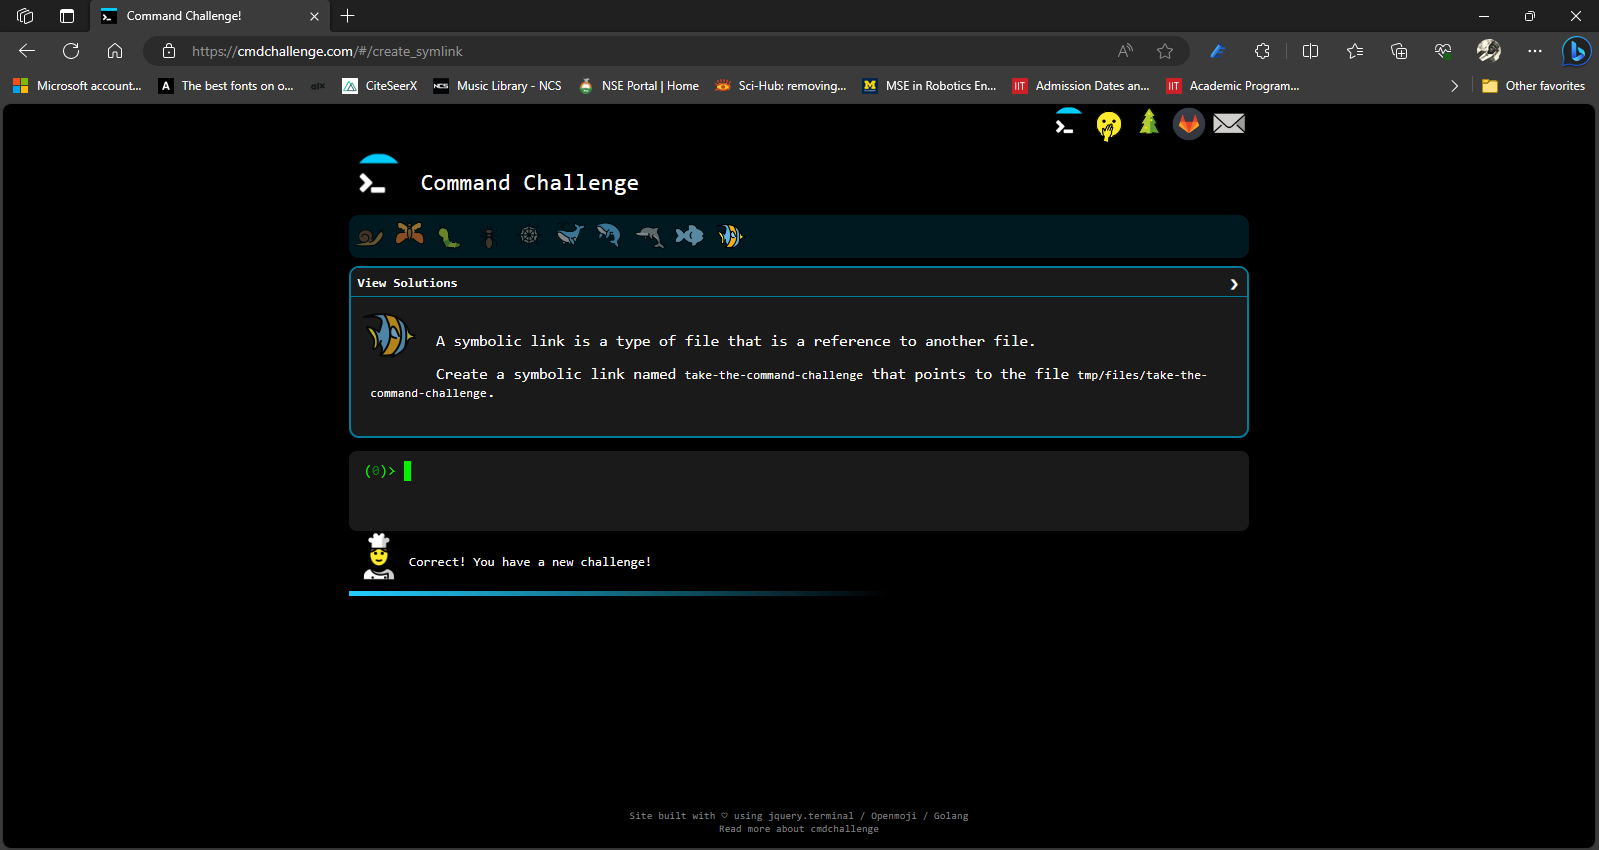 Command Challenge!
https://cmdchallenge.com/#/create_symlink
Microsoft account... The best fonts on o... CiteSeerX NCS Music Library - NCS NSE Portal | Home Sci-Hub: removing... M MSE in Robotics En... IIT Admission Dates an... IIT Academic Program... Other favorites
Command Challenge
View Solutions
A symbolic link is a type of file that is a reference to another file.
Create a symbolic link named take-the-command-challenge that points to the file tmp/files/take-the-
command-challenge.
(0)>
Correct! You have a new challenge!
Site built with ♡ using jquery.terminal / Openmoji / Golang
Read more about cmdchallenge